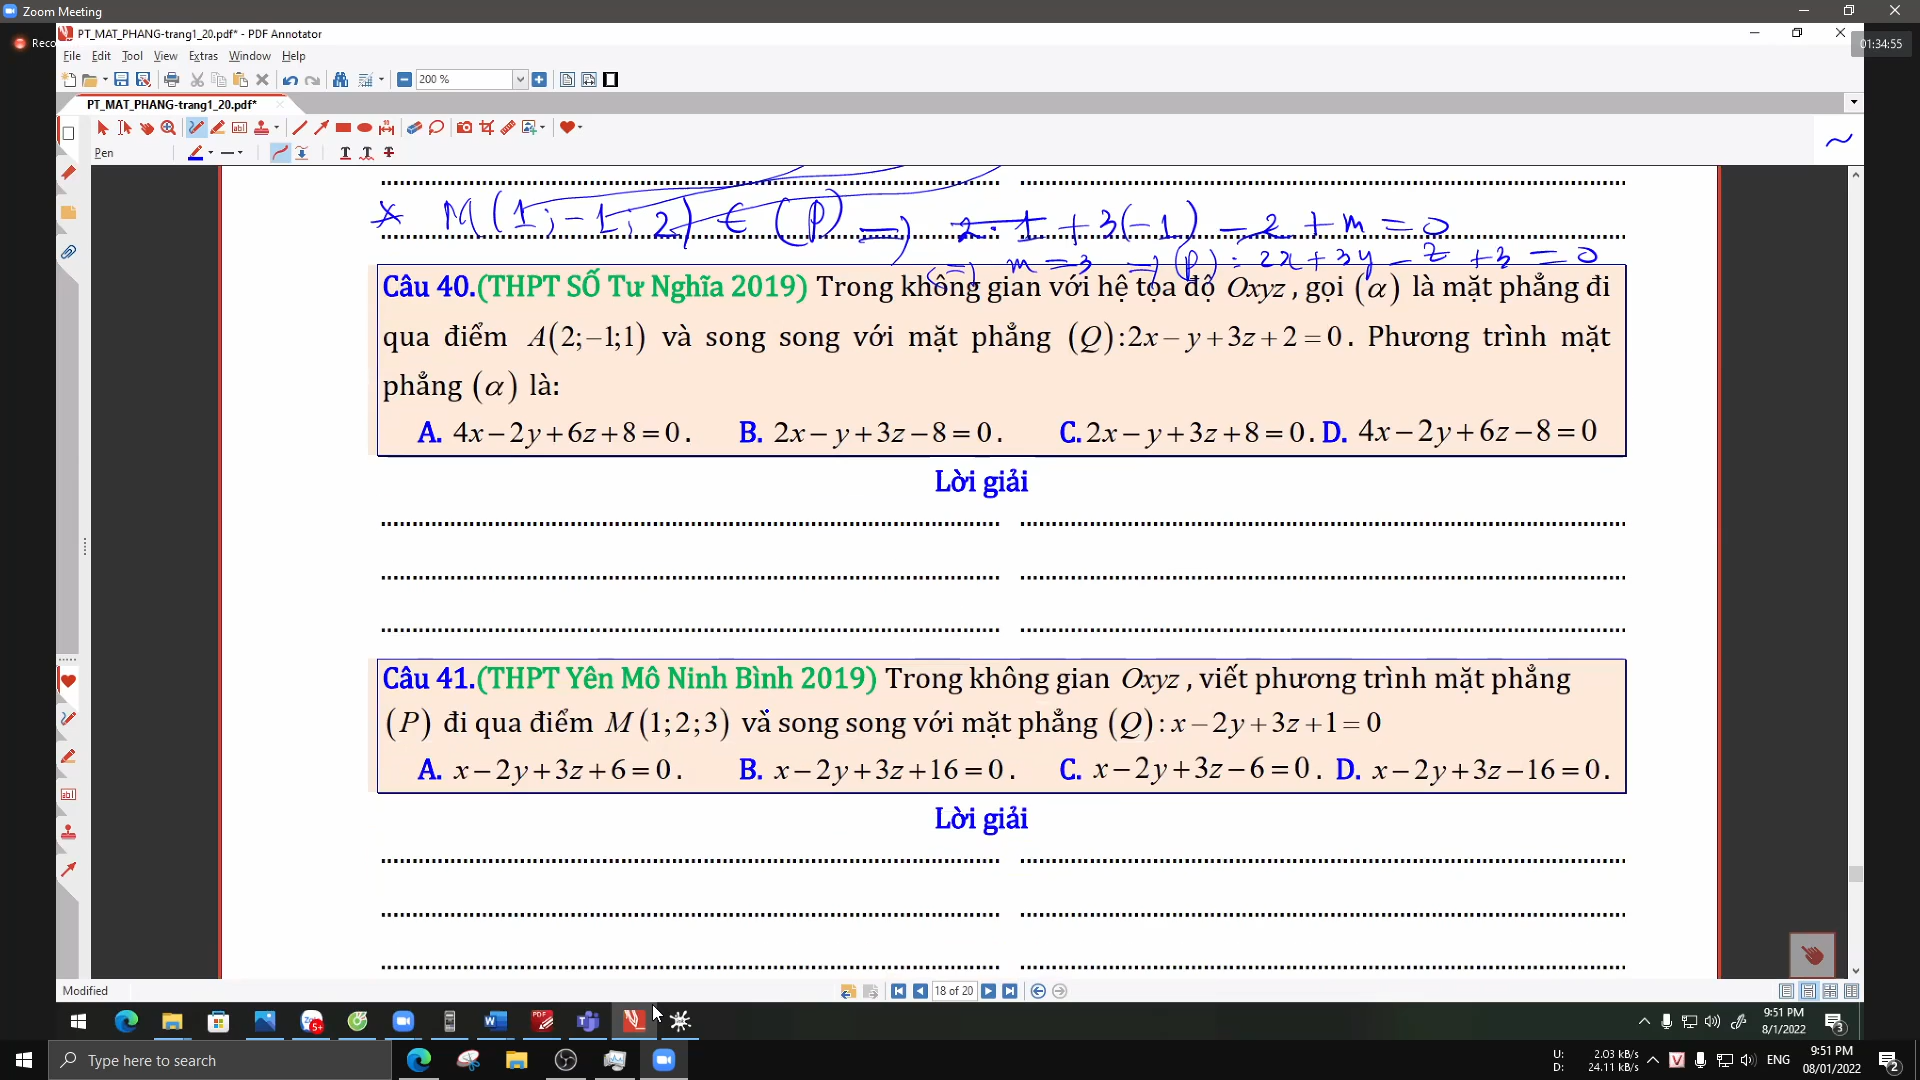 Zoom Meeting
Reco
PT_MAT_PHANG-trang1_20.pdf* - PDF Annotator
01:34:55
File Edit Tool View Extras Window Help
200 %
PT_MAT_PHANG-trang1_20.pdf*
Pen
* M(1;-1;2) ∈ (P) => 2.1+3(-1)-2+m=0
<=> m=3 => (P): 2x+3y-z+3=0
Câu 40.(THPT SỐ Tư Nghĩa 2019) Trong không gian với hệ tọa độ Oxyz, gọi (α) là mặt phẳng đi
qua điểm A(2;−1;1) và song song với mặt phẳng (Q):2x−y+3z+2=0. Phương trình mặt
phẳng (α) là:
A. 4x−2y+6z+8=0. B. 2x−y+3z−8=0. C. 2x−y+3z+8=0. D. 4x−2y+6z−8=0
Lời giải
Câu 41.(THPT Yên Mô Ninh Bình 2019) Trong không gian Oxyz, viết phương trình mặt phẳng
(P) đi qua điểm M(1;2;3) và song song với mặt phẳng (Q):x−2y+3z+1=0
A. x−2y+3z+6=0. B. x−2y+3z+16=0. C. x−2y+3z−6=0. D. x−2y+3z−16=0.
Lời giải
Modified
18 of 20
9:51 PM
8/1/2022
3
Type here to search
U: 2.03 kB/s
D: 24.11 kB/s
ENG
9:51 PM
08/01/2022
2